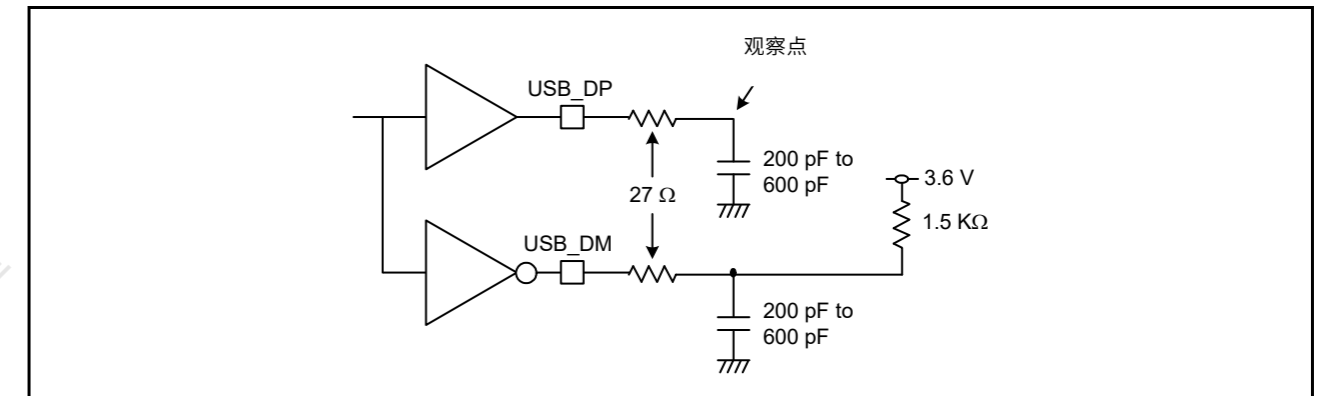 观察点
USB_DP
200 pF to
600 pF
3.6 V
27 Ω
1.5 KΩ
USB_DM
200 pF to
600 pF